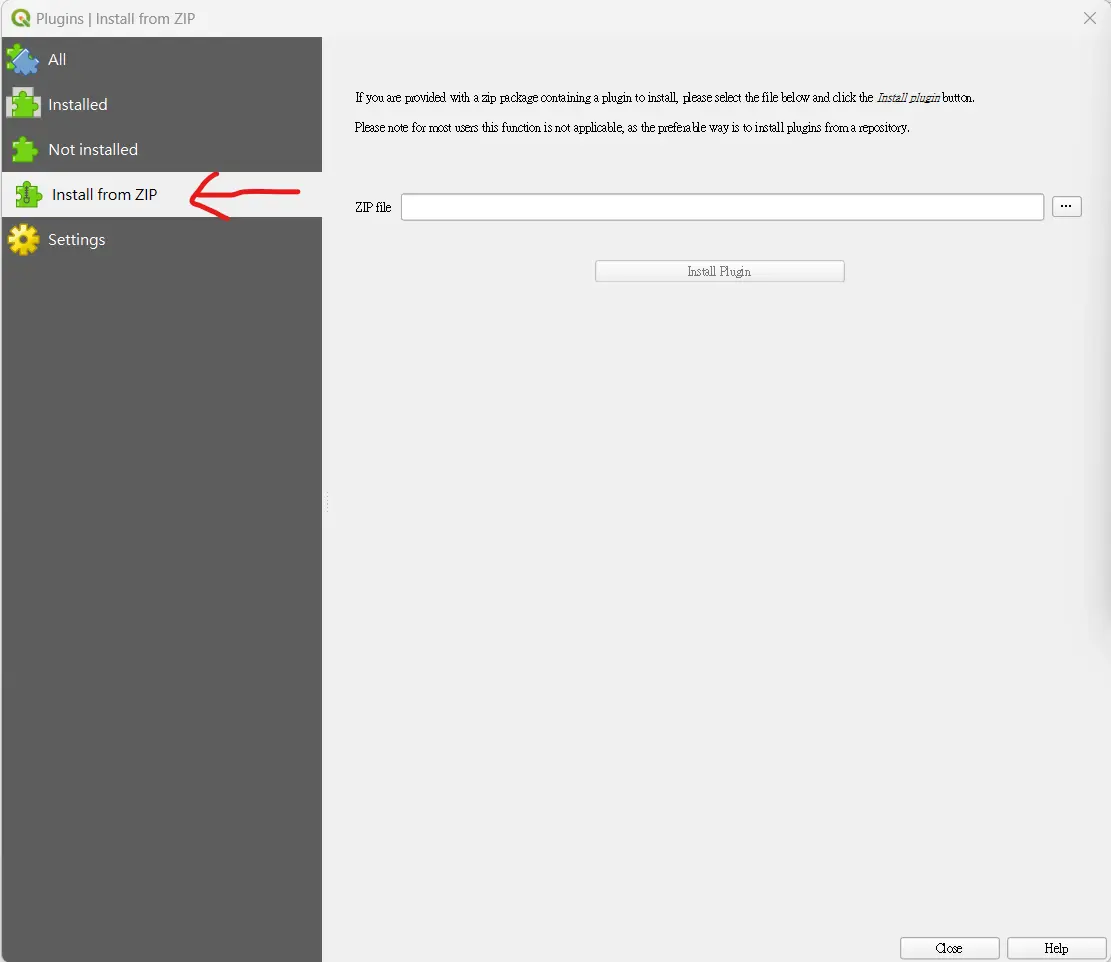 Plugins | Install from ZIP
All
Installed
Not installed
Install from ZIP
Settings
If you are provided with a zip package containing a plugin to install, please select the file below and click the Install plugin button.
Please note for most users this function is not applicable, as the preferable way is to install plugins from a repository.
ZIP file
...
Install Plugin
Close
Help